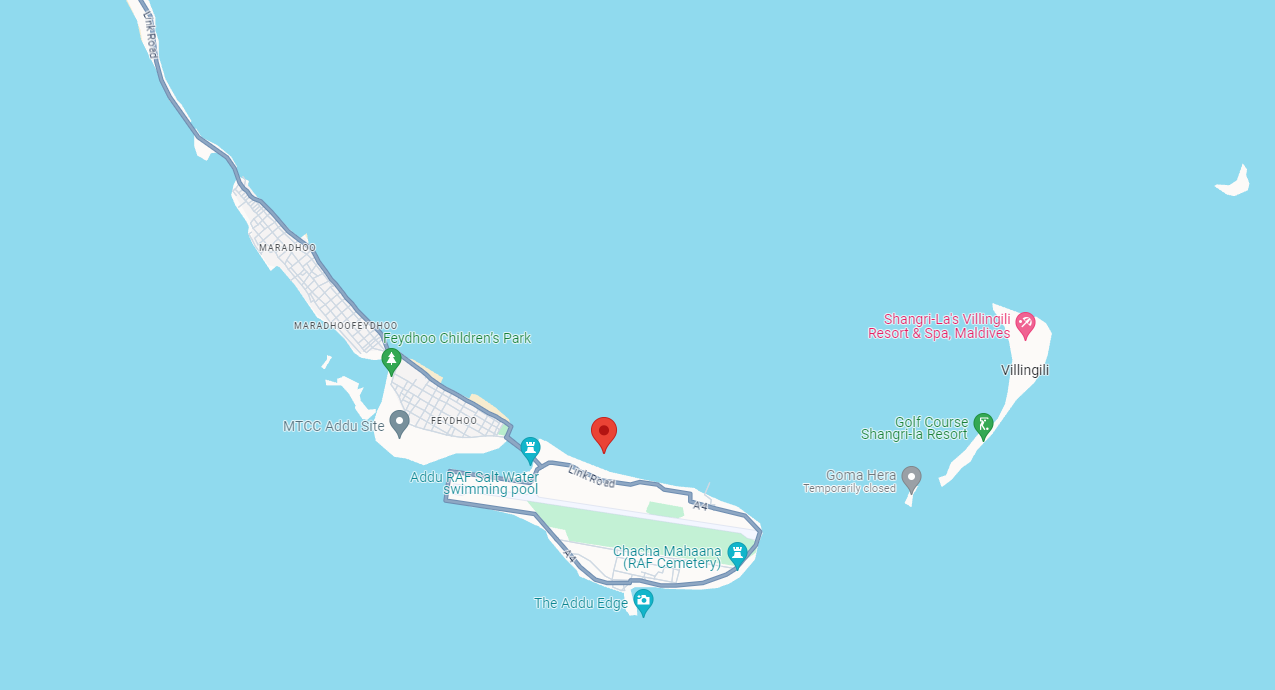 Link Road
MARADHOO
MARADHOOFEYDHOO
Feydhoo Children's Park
MTCC Addu Site
FEYDHOO
Addu RAF Salt Water
swimming pool
Link Road
A4
A4
Chacha Mahaana
(RAF Cemetery)
The Addu Edge
Shangri-La's Villingili
Resort & Spa, Maldives
Villingili
Golf Course
Shangri-la Resort
Goma Hera
Temporarily closed